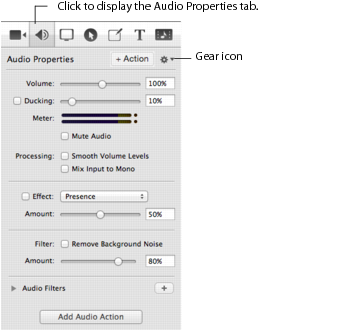 Click to display the Audio Properties tab.
T
Audio Properties
+ Action
Gear icon
Volume: 100%
Ducking: 10%
Meter:
Mute Audio
Processing: Smooth Volume Levels
Mix Input to Mono
Effect: Presence
Amount: 50%
Filter: Remove Background Noise
Amount: 80%
Audio Filters +
Add Audio Action